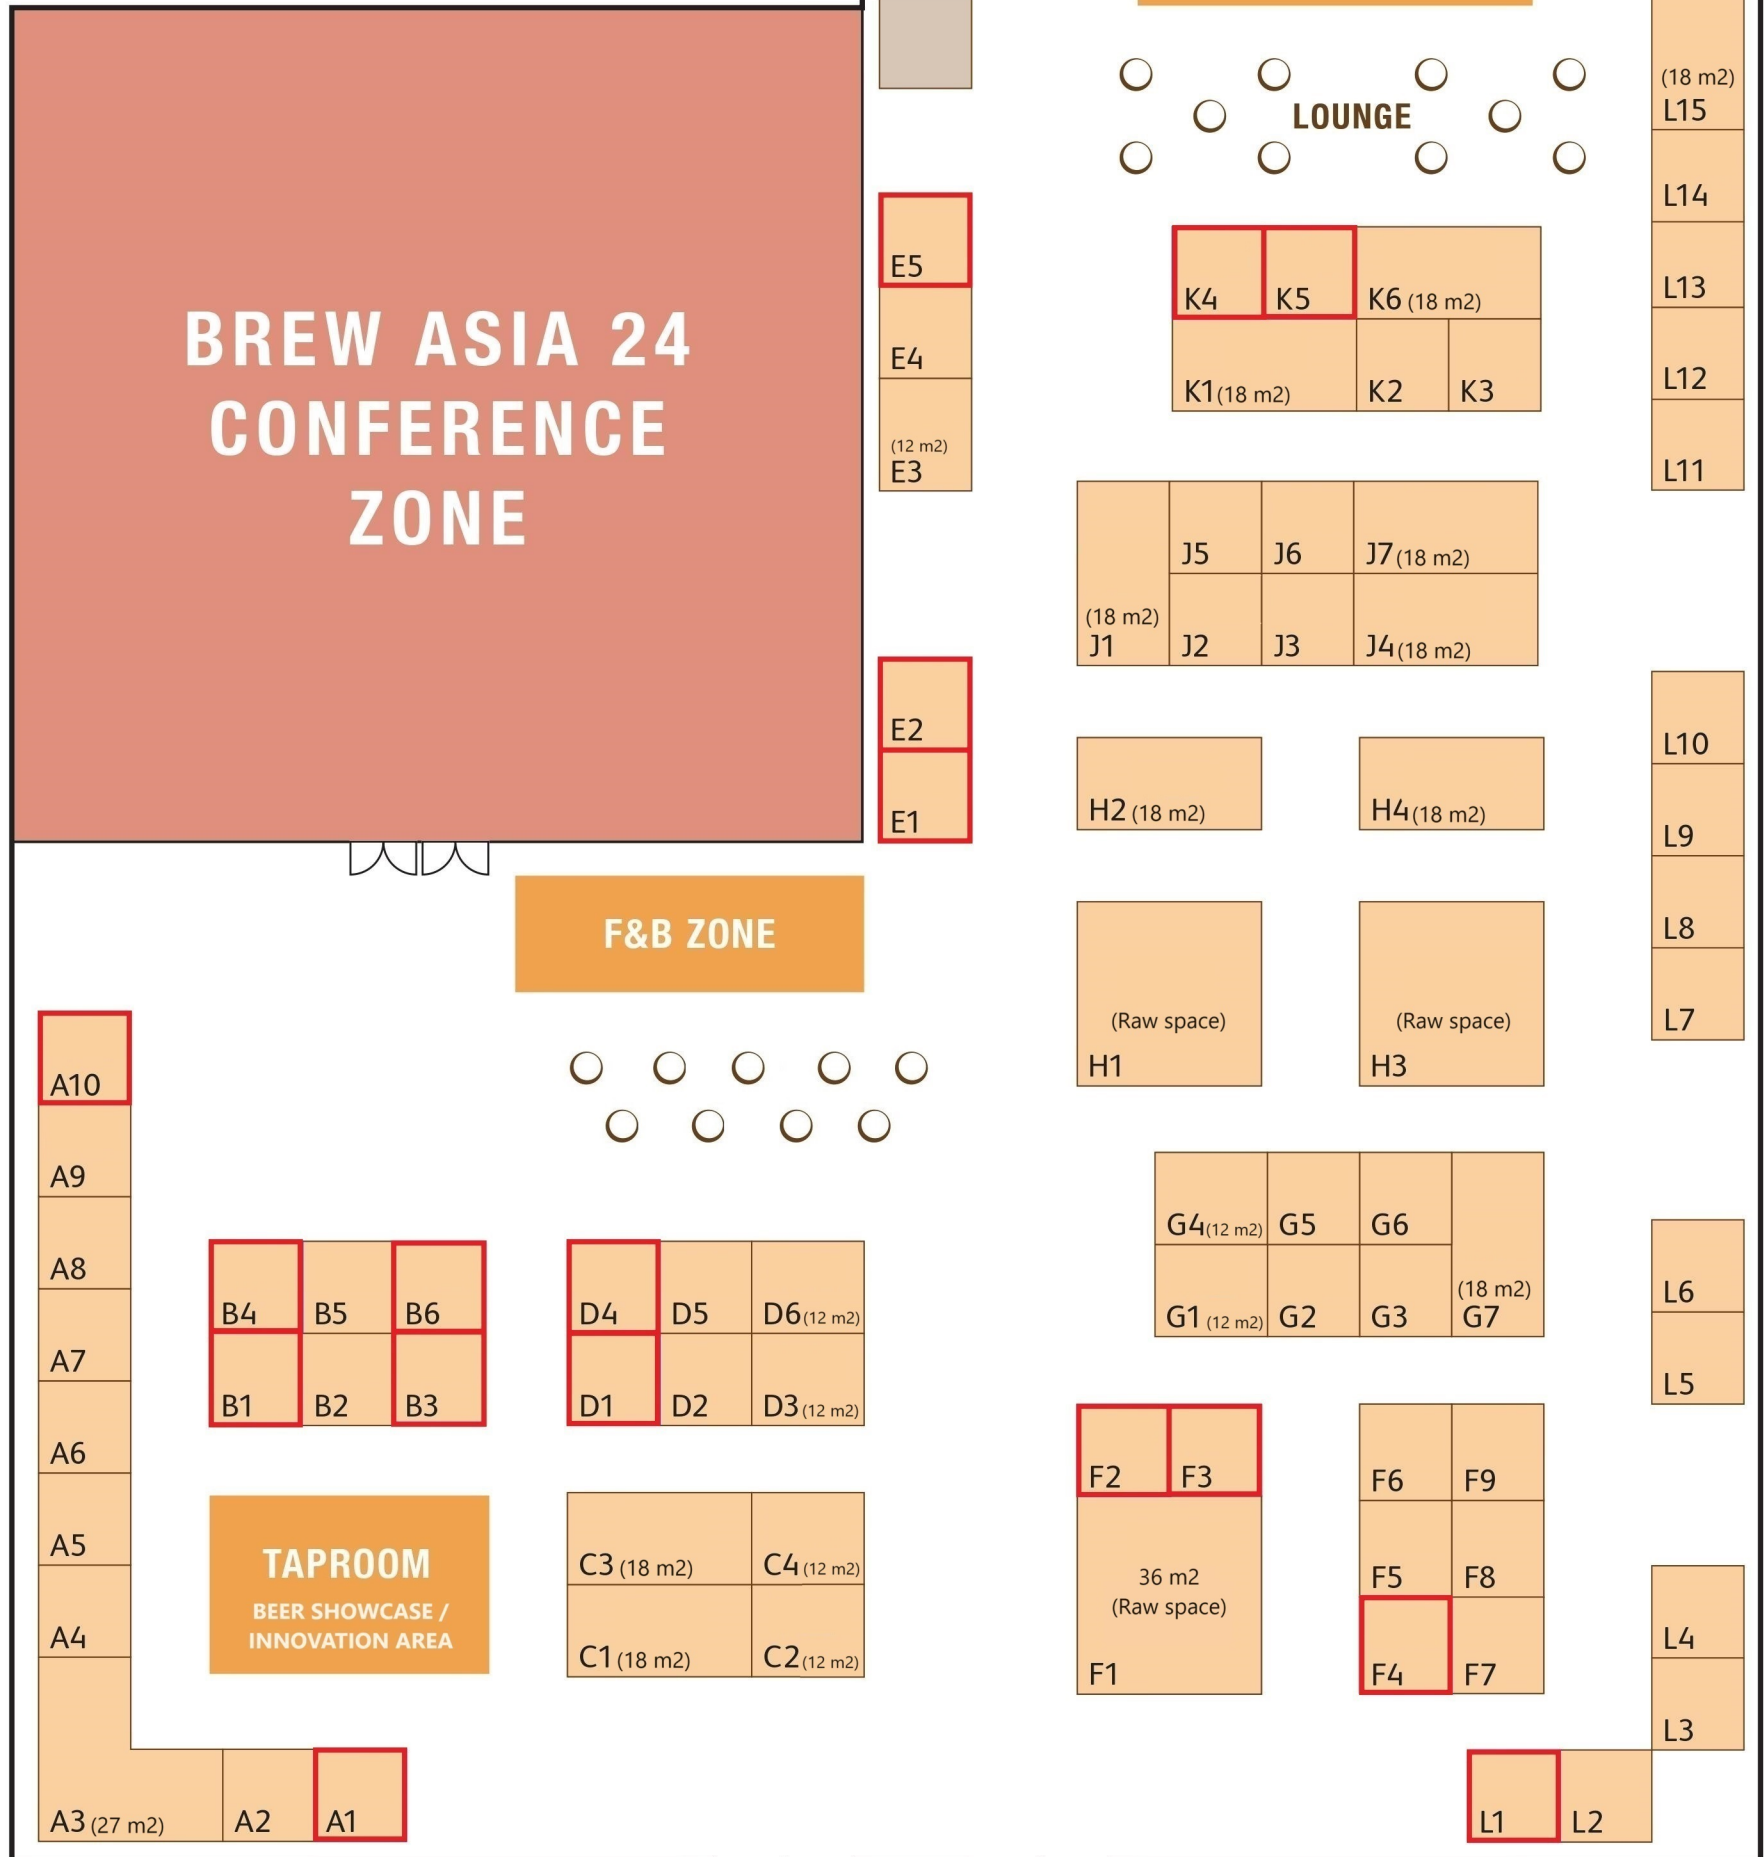 BREW ASIA 24
CONFERENCE
ZONE
LOUNGE
(18 m2)
L15
L14
L13
L12
L11
E5
E4
(12 m2)
E3
K4
K5
K6 (18 m2)
K1 (18 m2)
K2
K3
J5
J6
J7 (18 m2)
(18 m2)
J1
J2
J3
J4 (18 m2)
E2
E1
H2 (18 m2)
H4 (18 m2)
L10
L9
L8
L7
F&B ZONE
(Raw space)
H1
(Raw space)
H3
A10
A9
A8
A7
A6
A5
A4
A3 (27 m2)
A2
A1
B4
B5
B6
B1
B2
B3
D4
D5
D6 (12 m2)
D1
D2
D3 (12 m2)
G4 (12 m2)
G5
G6
G1 (12 m2)
G2
G3
(18 m2)
G7
L6
L5
TAPROOM
BEER SHOWCASE /
INNOVATION AREA
C3 (18 m2)
C4 (12 m2)
C1 (18 m2)
C2 (12 m2)
F2
F3
36 m2
(Raw space)
F1
F6
F9
F5
F8
F4
F7
L4
L3
L1
L2